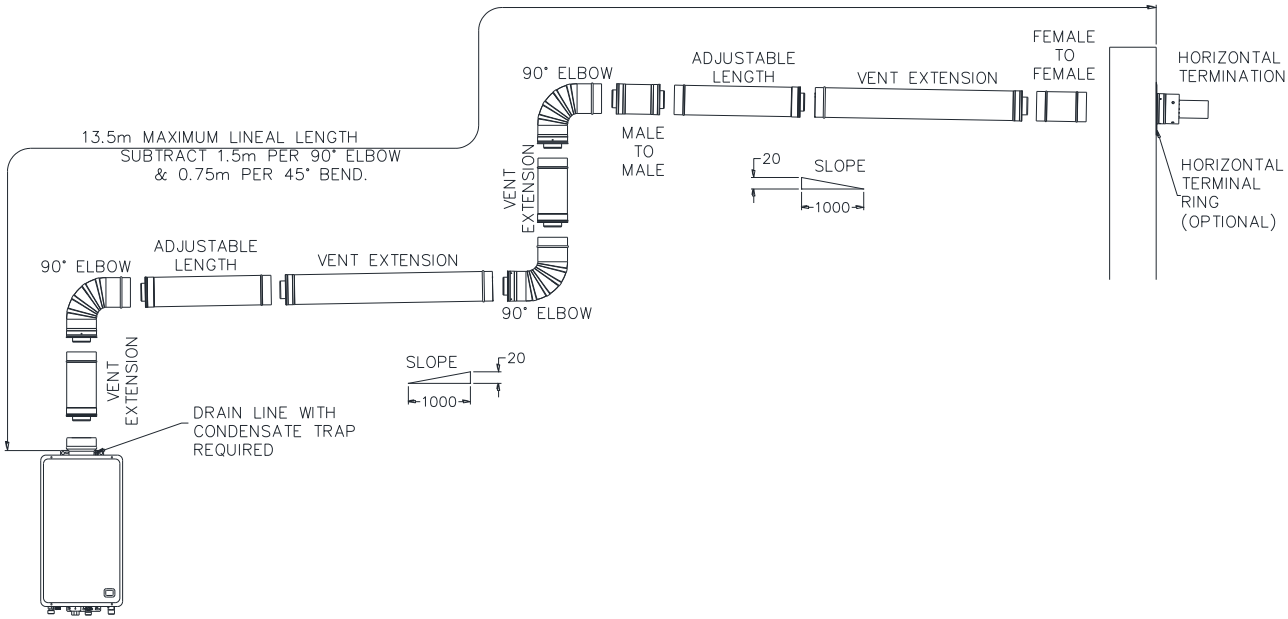 FEMALE
TO
FEMALE
HORIZONTAL
TERMINATION
ADJUSTABLE
LENGTH
VENT EXTENSION
90° ELBOW
MALE
TO
MALE
13.5m MAXIMUM LINEAL LENGTH
SUBTRACT 1.5m PER 90° ELBOW
& 0.75m PER 45° BEND.
VENT
EXTENSION
20
SLOPE
1000
HORIZONTAL
TERMINAL
RING
(OPTIONAL)
90° ELBOW
ADJUSTABLE
LENGTH
VENT EXTENSION
90° ELBOW
VENT
EXTENSION
SLOPE
20
1000
DRAIN LINE WITH
CONDENSATE TRAP
REQUIRED